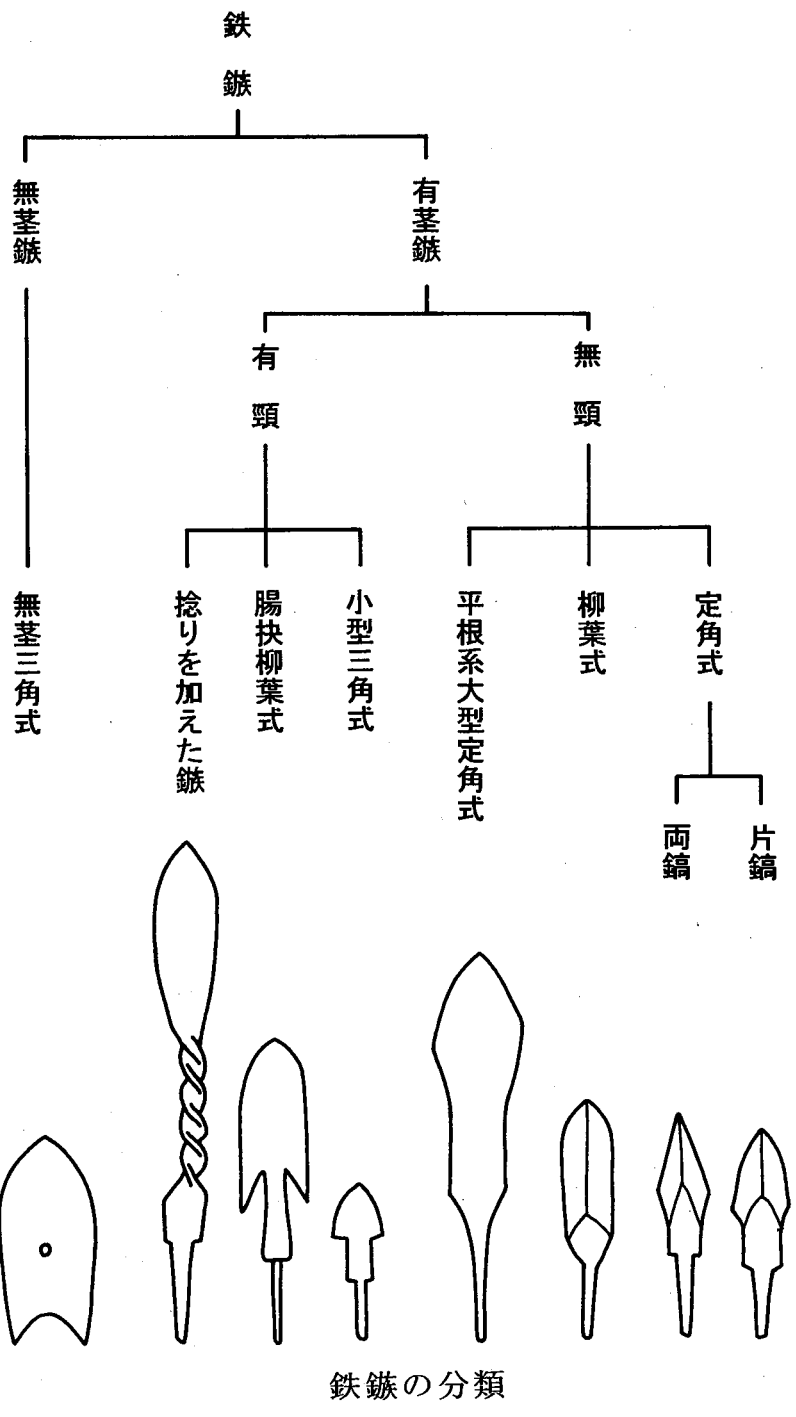 鉄鏃
無茎鏃
有茎鏃
有頸
無頸
無茎三角式
捻りを加えた鏃
腸抉柳葉式
小型三角式
平根系大型定角式
柳葉式
定角式
両鎬
片鎬
鉄鏃の分類